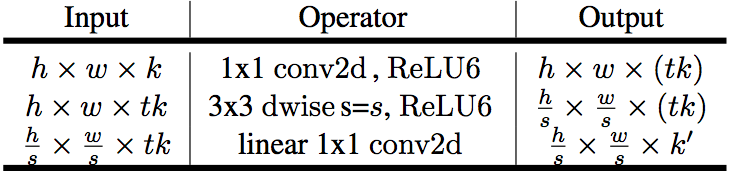 Input Operator Output
h × w × k 1x1 conv2d , ReLU6 h × w × (tk)
h × w × tk 3x3 dwise s=s, ReLU6 h/s × w/s × (tk)
h/s × w/s × tk linear 1x1 conv2d h/s × w/s × k′